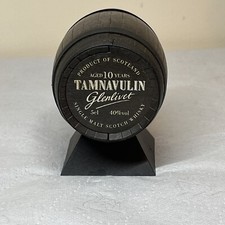 PRODUCT OF SCOTLAND
AGED 10 YEARS
TAMNAVULIN
Glenlivet
5cl 40%vol
SINGLE MALT SCOTCH WHISKY